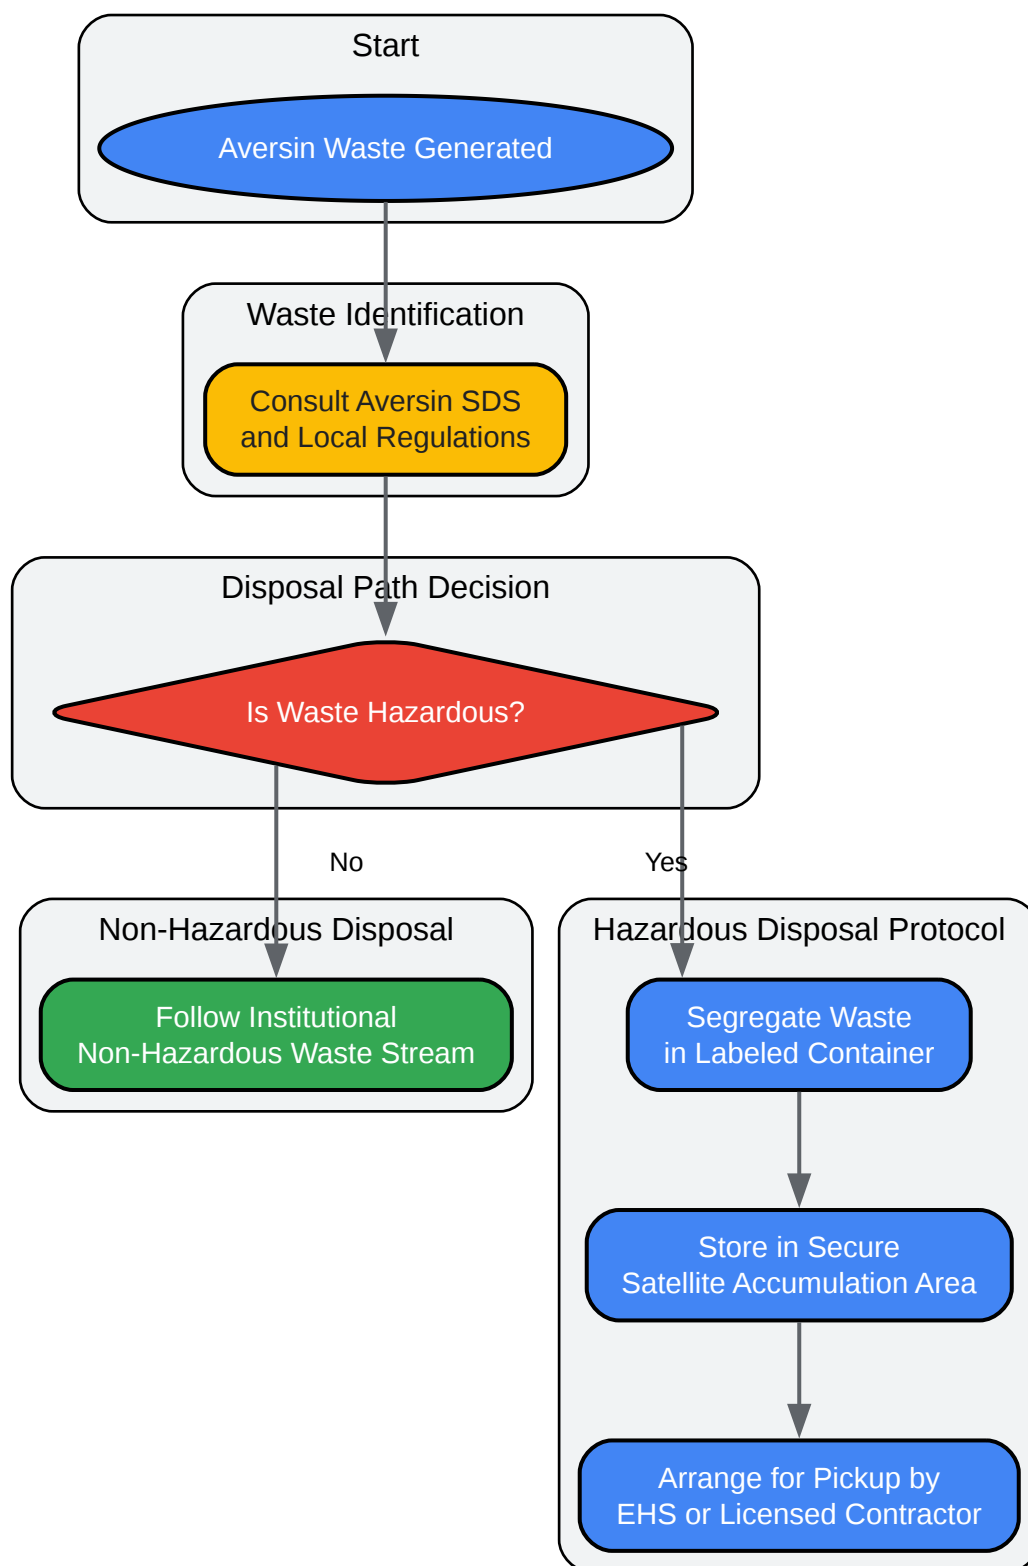 Start
Aversin Waste Generated
Waste Identification
Consult Aversin SDS
and Local Regulations
Disposal Path Decision
Is Waste Hazardous?
No
Yes
Non-Hazardous Disposal
Follow Institutional
Non-Hazardous Waste Stream
Hazardous Disposal Protocol
Segregate Waste
in Labeled Container
Store in Secure
Satellite Accumulation Area
Arrange for Pickup by
EHS or Licensed Contractor